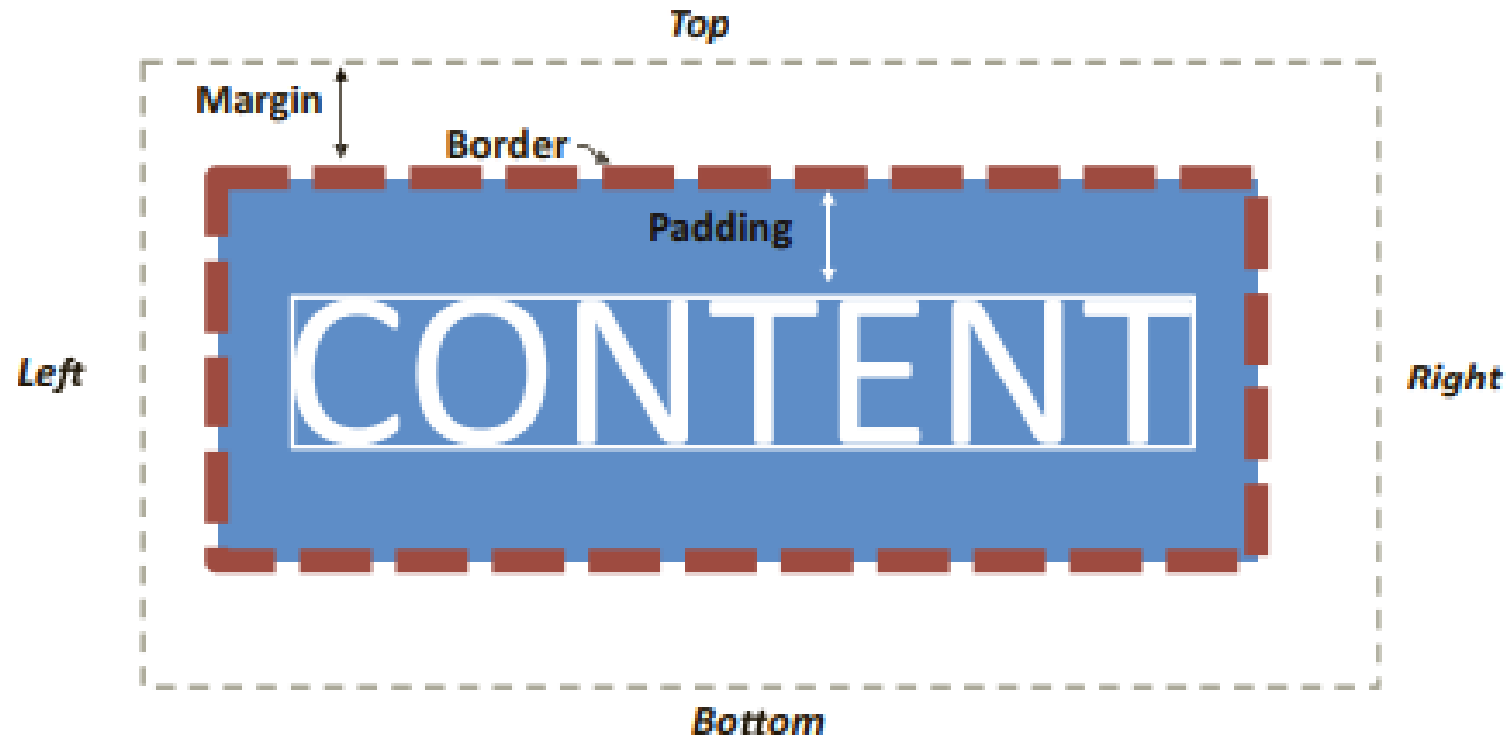 Top
Margin
Border
Padding
CONTENT
Left
Right
Bottom